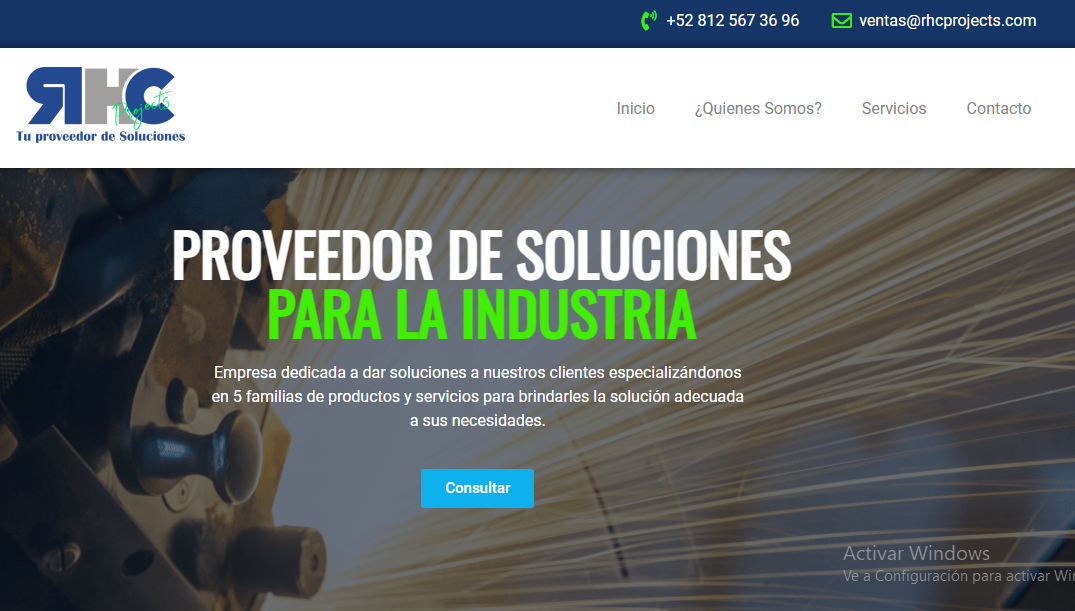 +52 812 567 36 96 ventas@rhcprojects.com
RHC
Projects
Tu proveedor de Soluciones
Inicio ¿Quienes Somos? Servicios Contacto
PROVEEDOR DE SOLUCIONES
PARA LA INDUSTRIA
Empresa dedicada a dar soluciones a nuestros clientes especializándonos
en 5 familias de productos y servicios para brindarles la solución adecuada
a sus necesidades.
Consultar
Activar Windows
Ve a Configuración para activar Win